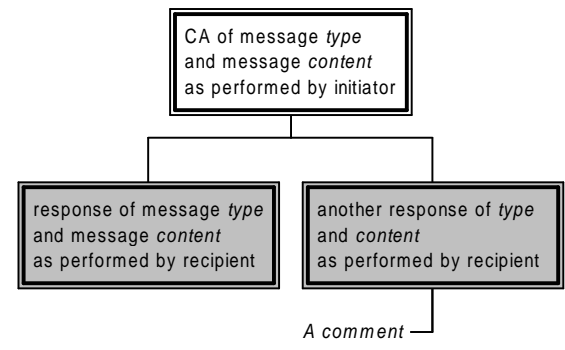 CA of message type
and message content
as performed by initiator
response of message type
and message content
as performed by recipient
another response of type
and content
as performed by recipient
A comment